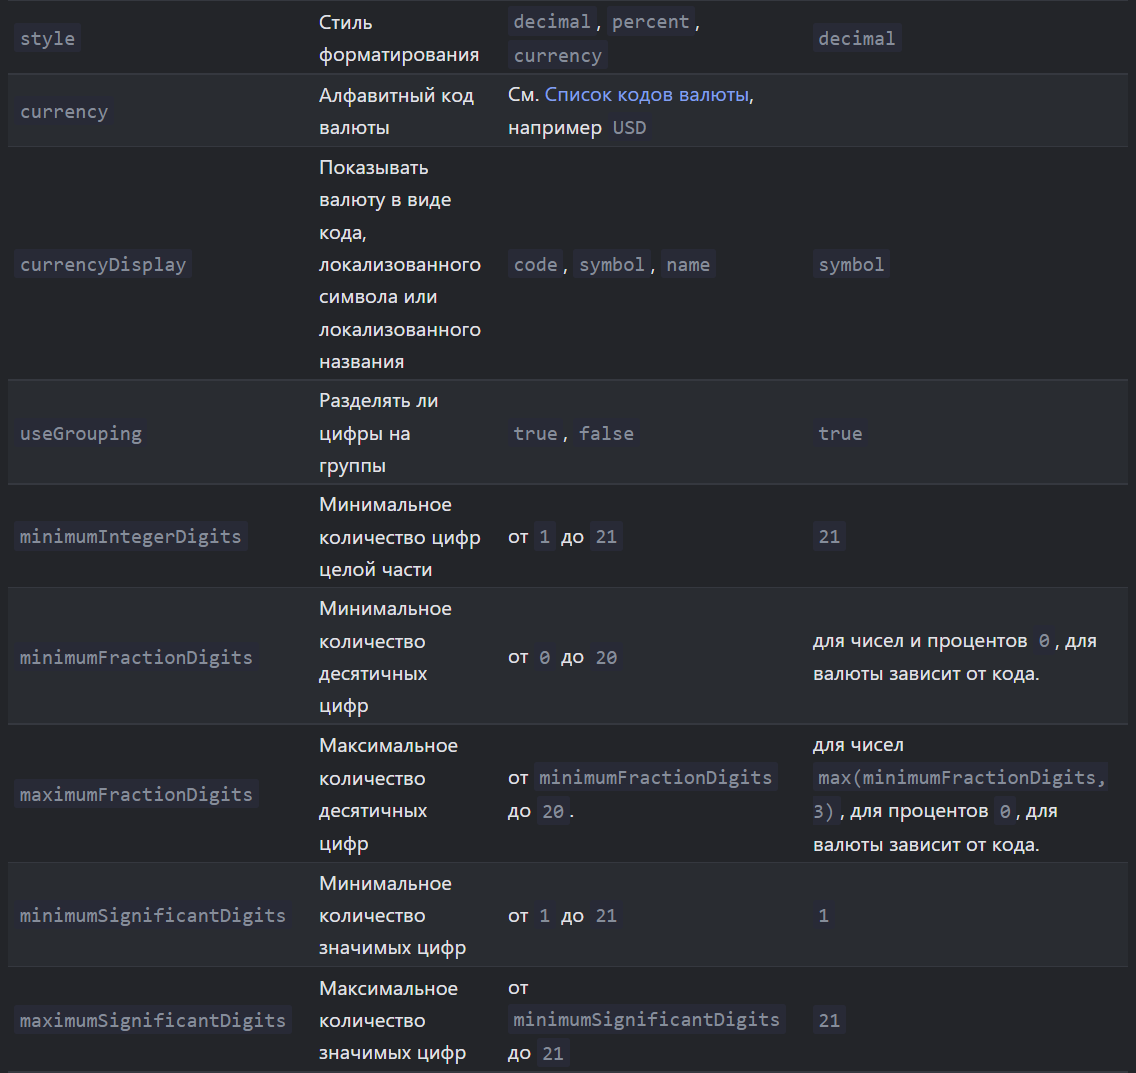 style
Стиль
форматирования
decimal, percent,
currency
decimal
currency
Алфавитный код
валюты
См. Список кодов валюты,
например USD
currencyDisplay
Показывать
валюту в виде
кода,
локализованного
символа или
локализованного
названия
code, symbol, name
symbol
useGrouping
Разделять ли
цифры на
группы
true, false
true
minimumIntegerDigits
Минимальное
количество цифр
целой части
от 1 до 21
21
minimumFractionDigits
Минимальное
количество
десятичных
цифр
от 0 до 20
для чисел и процентов 0, для
валюты зависит от кода.
maximumFractionDigits
Максимальное
количество
десятичных
цифр
от minimumFractionDigits
до 20.
для чисел
max(minimumFractionDigits,
3), для процентов 0, для
валюты зависит от кода.
minimumSignificantDigits
Минимальное
количество
значимых цифр
от 1 до 21
1
maximumSignificantDigits
Максимальное
количество
значимых цифр
от
minimumSignificantDigits
до 21
21